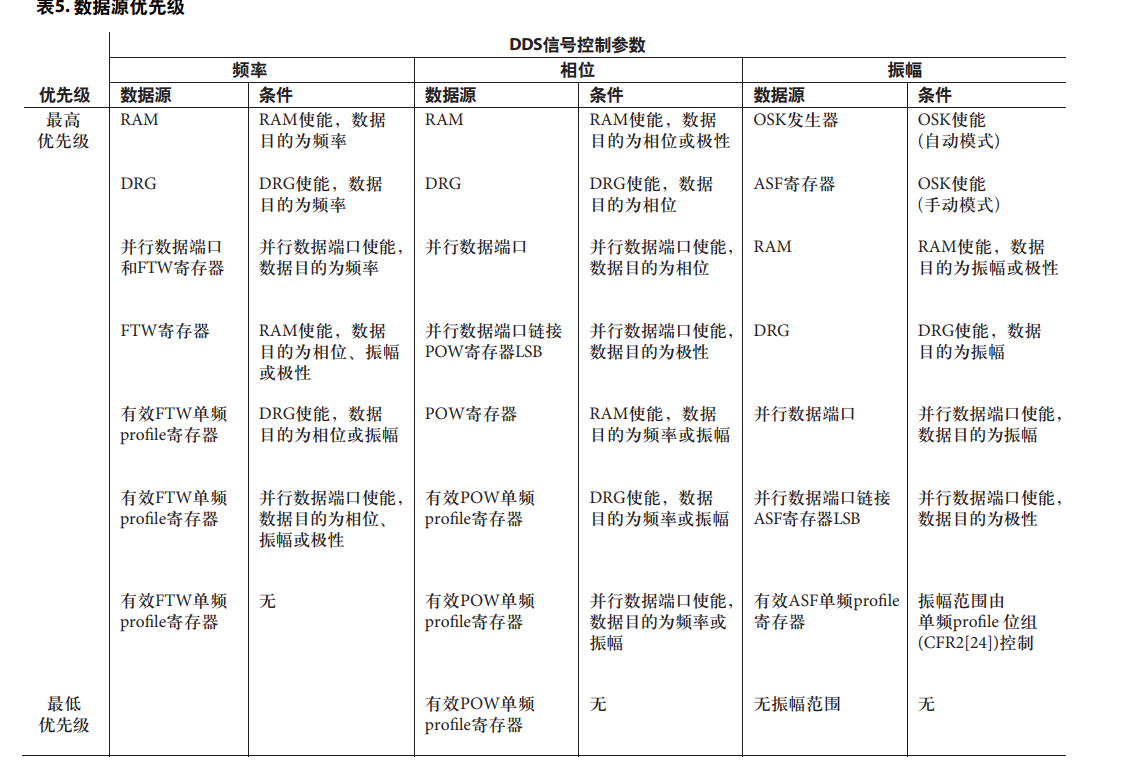 表5. 数据源优先级
DDS信号控制参数
频率 相位 振幅
优先级 数据源 条件 数据源 条件 数据源 条件
最高 RAM RAM使能，数据 RAM RAM使能，数据 OSK发生器 OSK使能
优先级 目的为频率 目的为相位或极性 (自动模式)
DRG DRG使能，数据 DRG DRG使能，数据 ASF寄存器 OSK使能
目的为频率 目的为相位 (手动模式)
并行数据端口 并行数据端口使能， 并行数据端口 并行数据端口使能， RAM RAM使能，数据
和FTW寄存器 数据目的为频率 数据目的为相位 目的为振幅或极性
FTW寄存器 RAM使能，数据 并行数据端口链接 并行数据端口使能， DRG DRG使能，数据
目的为相位、振幅 POW寄存器LSB 数据目的为极性 目的为振幅
或极性
有效FTW单频 DRG使能，数据 POW寄存器 RAM使能，数据 并行数据端口 并行数据端口使能，
profile寄存器 目的为相位或振幅 目的为频率或振幅 数据目的为振幅
有效FTW单频 并行数据端口使能， 有效POW单频 DRG使能，数据 并行数据端口链接 并行数据端口使能，
profile寄存器 数据目的为相位、 profile寄存器 目的为频率或振幅 ASF寄存器LSB 数据目的为极性
振幅或极性
有效FTW单频 无 有效POW单频 并行数据端口使能， 有效ASF单频profile 振幅范围由
profile寄存器 profile寄存器 数据目的为频率或 寄存器 单频profile 位组
振幅 (CFR2[24])控制
最低 有效POW单频 无 无振幅范围 无
优先级 profile寄存器